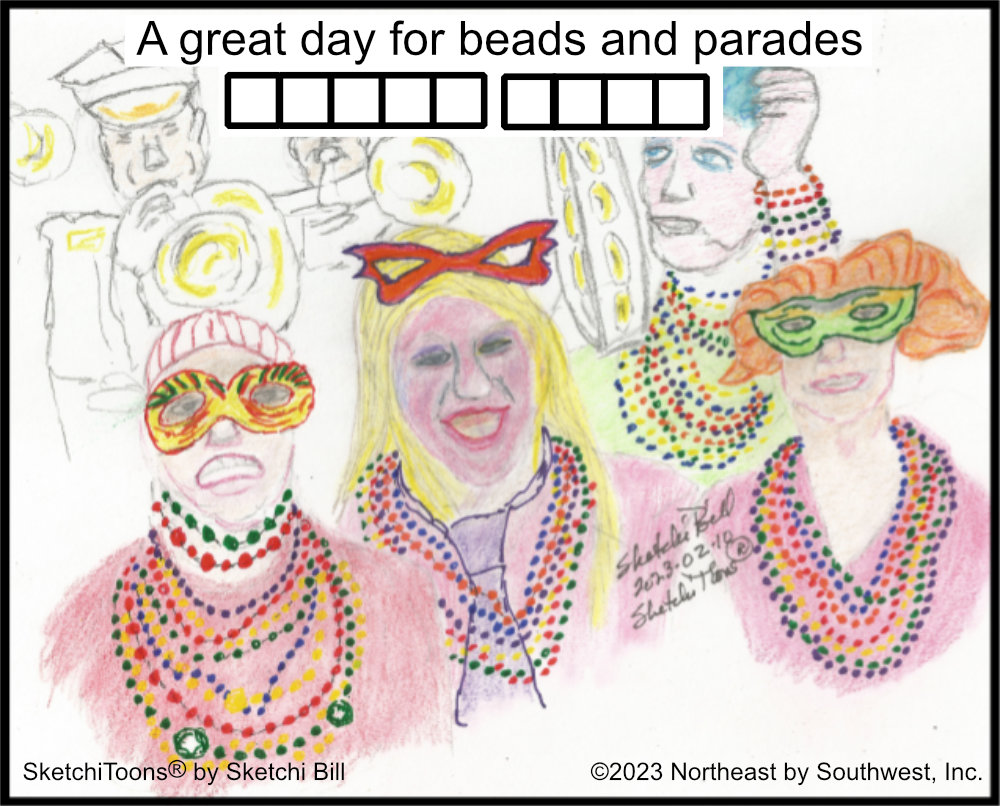 A great day for beads and parades
Sketchi Bill
2023.02.18
SketchiToons®
SketchiToons® by Sketchi Bill
©2023 Northeast by Southwest, Inc.